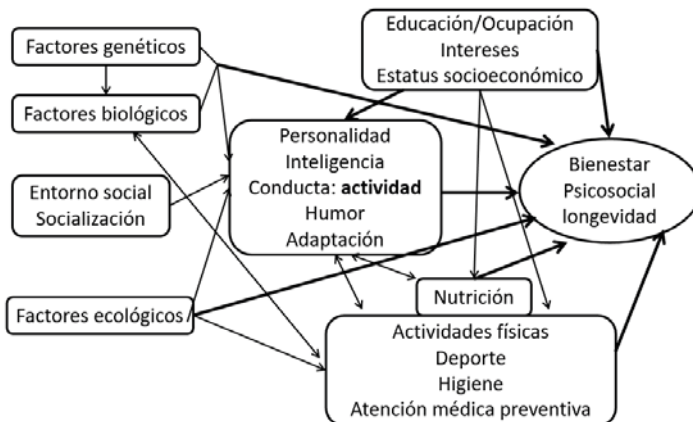 Factores genéticos
Factores biológicos
Entorno social
Socialización
Factores ecológicos
Educación/Ocupación
Intereses
Estatus socioeconómico
Personalidad
Inteligencia
Conducta: actividad
Humor
Adaptación
Nutrición
Actividades físicas
Deporte
Higiene
Atención médica preventiva
Bienestar
Psicosocial
longevidad